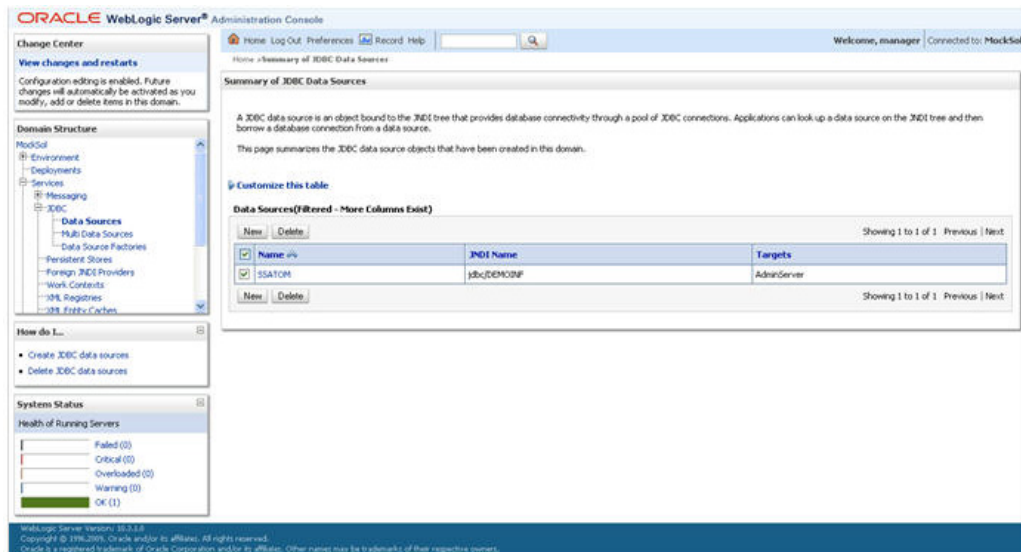 ORACLE WebLogic Server® Administration Console
Change Center
View changes and restarts
Configuration editing is enabled. Future
changes will automatically be activated as you
modify, add or delete items in this domain.
Domain Structure
MockSol
Environment
Deployments
Services
Messaging
JDBC
Data Sources
Multi Data Sources
Data Source Factories
Persistent Stores
Foreign JNDI Providers
Work Contexts
XML Registries
XML Entity Caches
How do I...
Create JDBC data sources
Delete JDBC data sources
System Status
Health of Running Servers
Failed (0)
Critical (0)
Overloaded (0)
Warning (0)
OK (1)
Home Log Out Preferences Record Help
Welcome, manager Connected to: MockSol
Home >Summary of JDBC Data Sources
Summary of JDBC Data Sources
A JDBC data source is an object bound to the JNDI tree that provides database connectivity through a pool of JDBC connections. Applications can look up a data source on the JNDI tree and then
borrow a database connection from a data source.
This page summarizes the JDBC data source objects that have been created in this domain.
Customize this table
Data Sources(Filtered - More Columns Exist)
New Delete Showing 1 to 1 of 1 Previous | Next
Name JNDI Name Targets
SSATOM jdbc/DEMOINF AdminServer
New Delete Showing 1 to 1 of 1 Previous | Next
WebLogic Server Version: 10.3.1.0
Copyright © 1996,2009, Oracle and/or its affiliates. All rights reserved.
Oracle is a registered trademark of Oracle Corporation and/or its affiliates. Other names may be trademarks of their respective owners.